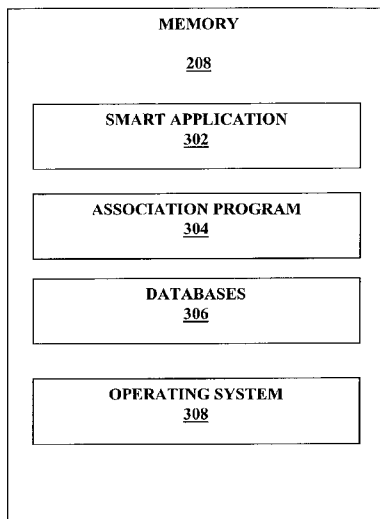 MEMORY
208
SMART APPLICATION
302
ASSOCIATION PROGRAM
304
DATABASES
306
OPERATING SYSTEM
308